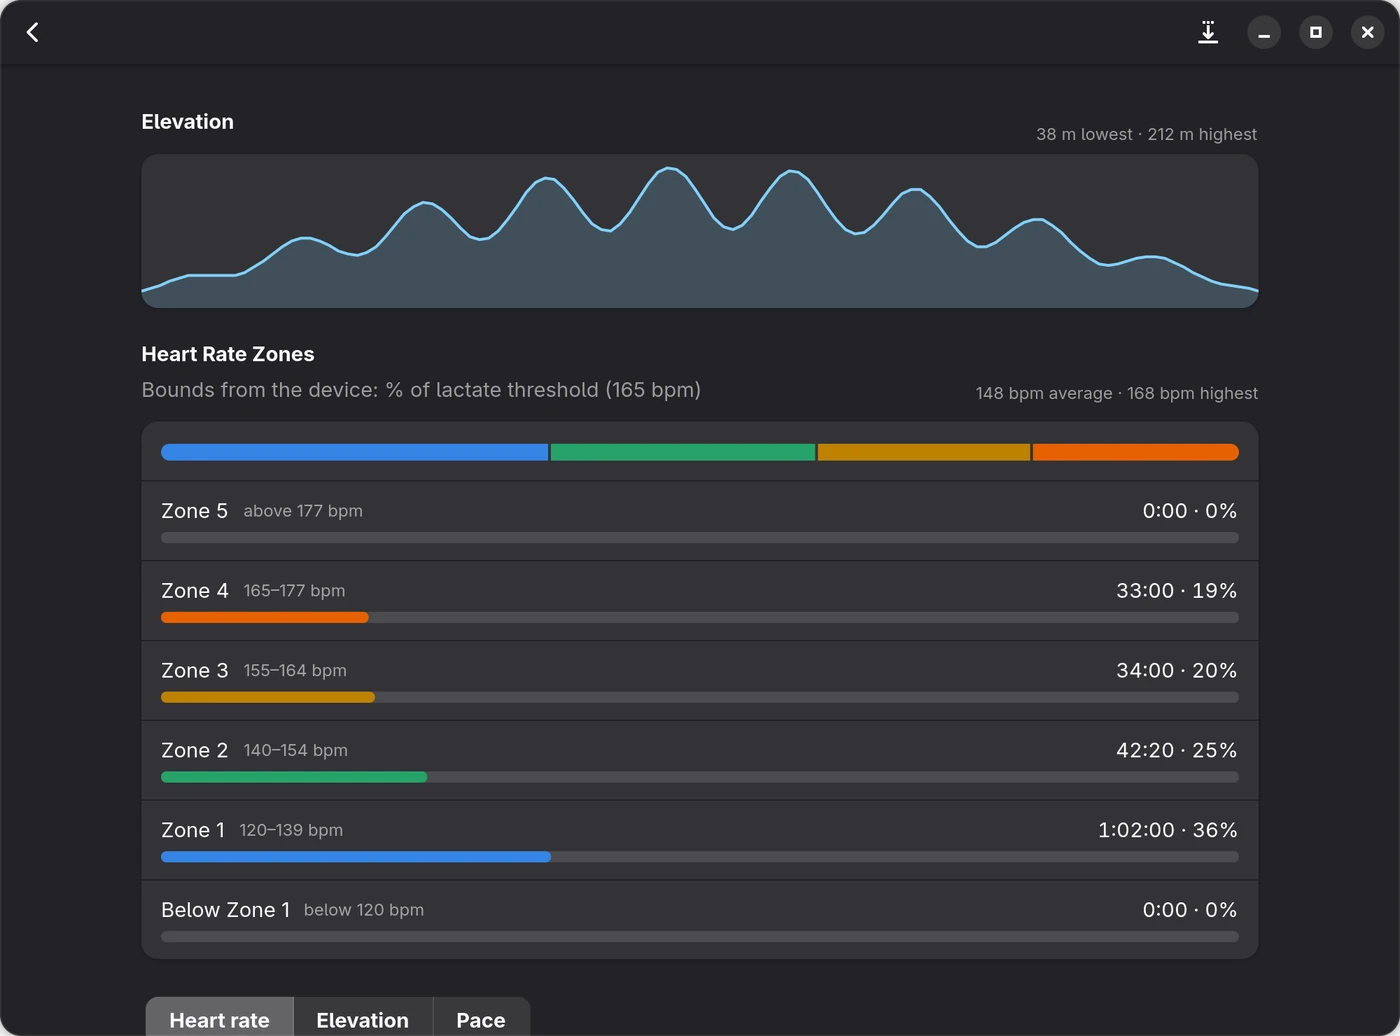 Elevation
38 m lowest · 212 m highest
Heart Rate Zones
Bounds from the device: % of lactate threshold (165 bpm)
148 bpm average · 168 bpm highest
Zone 5 above 177 bpm 0:00 · 0%
Zone 4 165–177 bpm 33:00 · 19%
Zone 3 155–164 bpm 34:00 · 20%
Zone 2 140–154 bpm 42:20 · 25%
Zone 1 120–139 bpm 1:02:00 · 36%
Below Zone 1 below 120 bpm 0:00 · 0%
Heart rate Elevation Pace